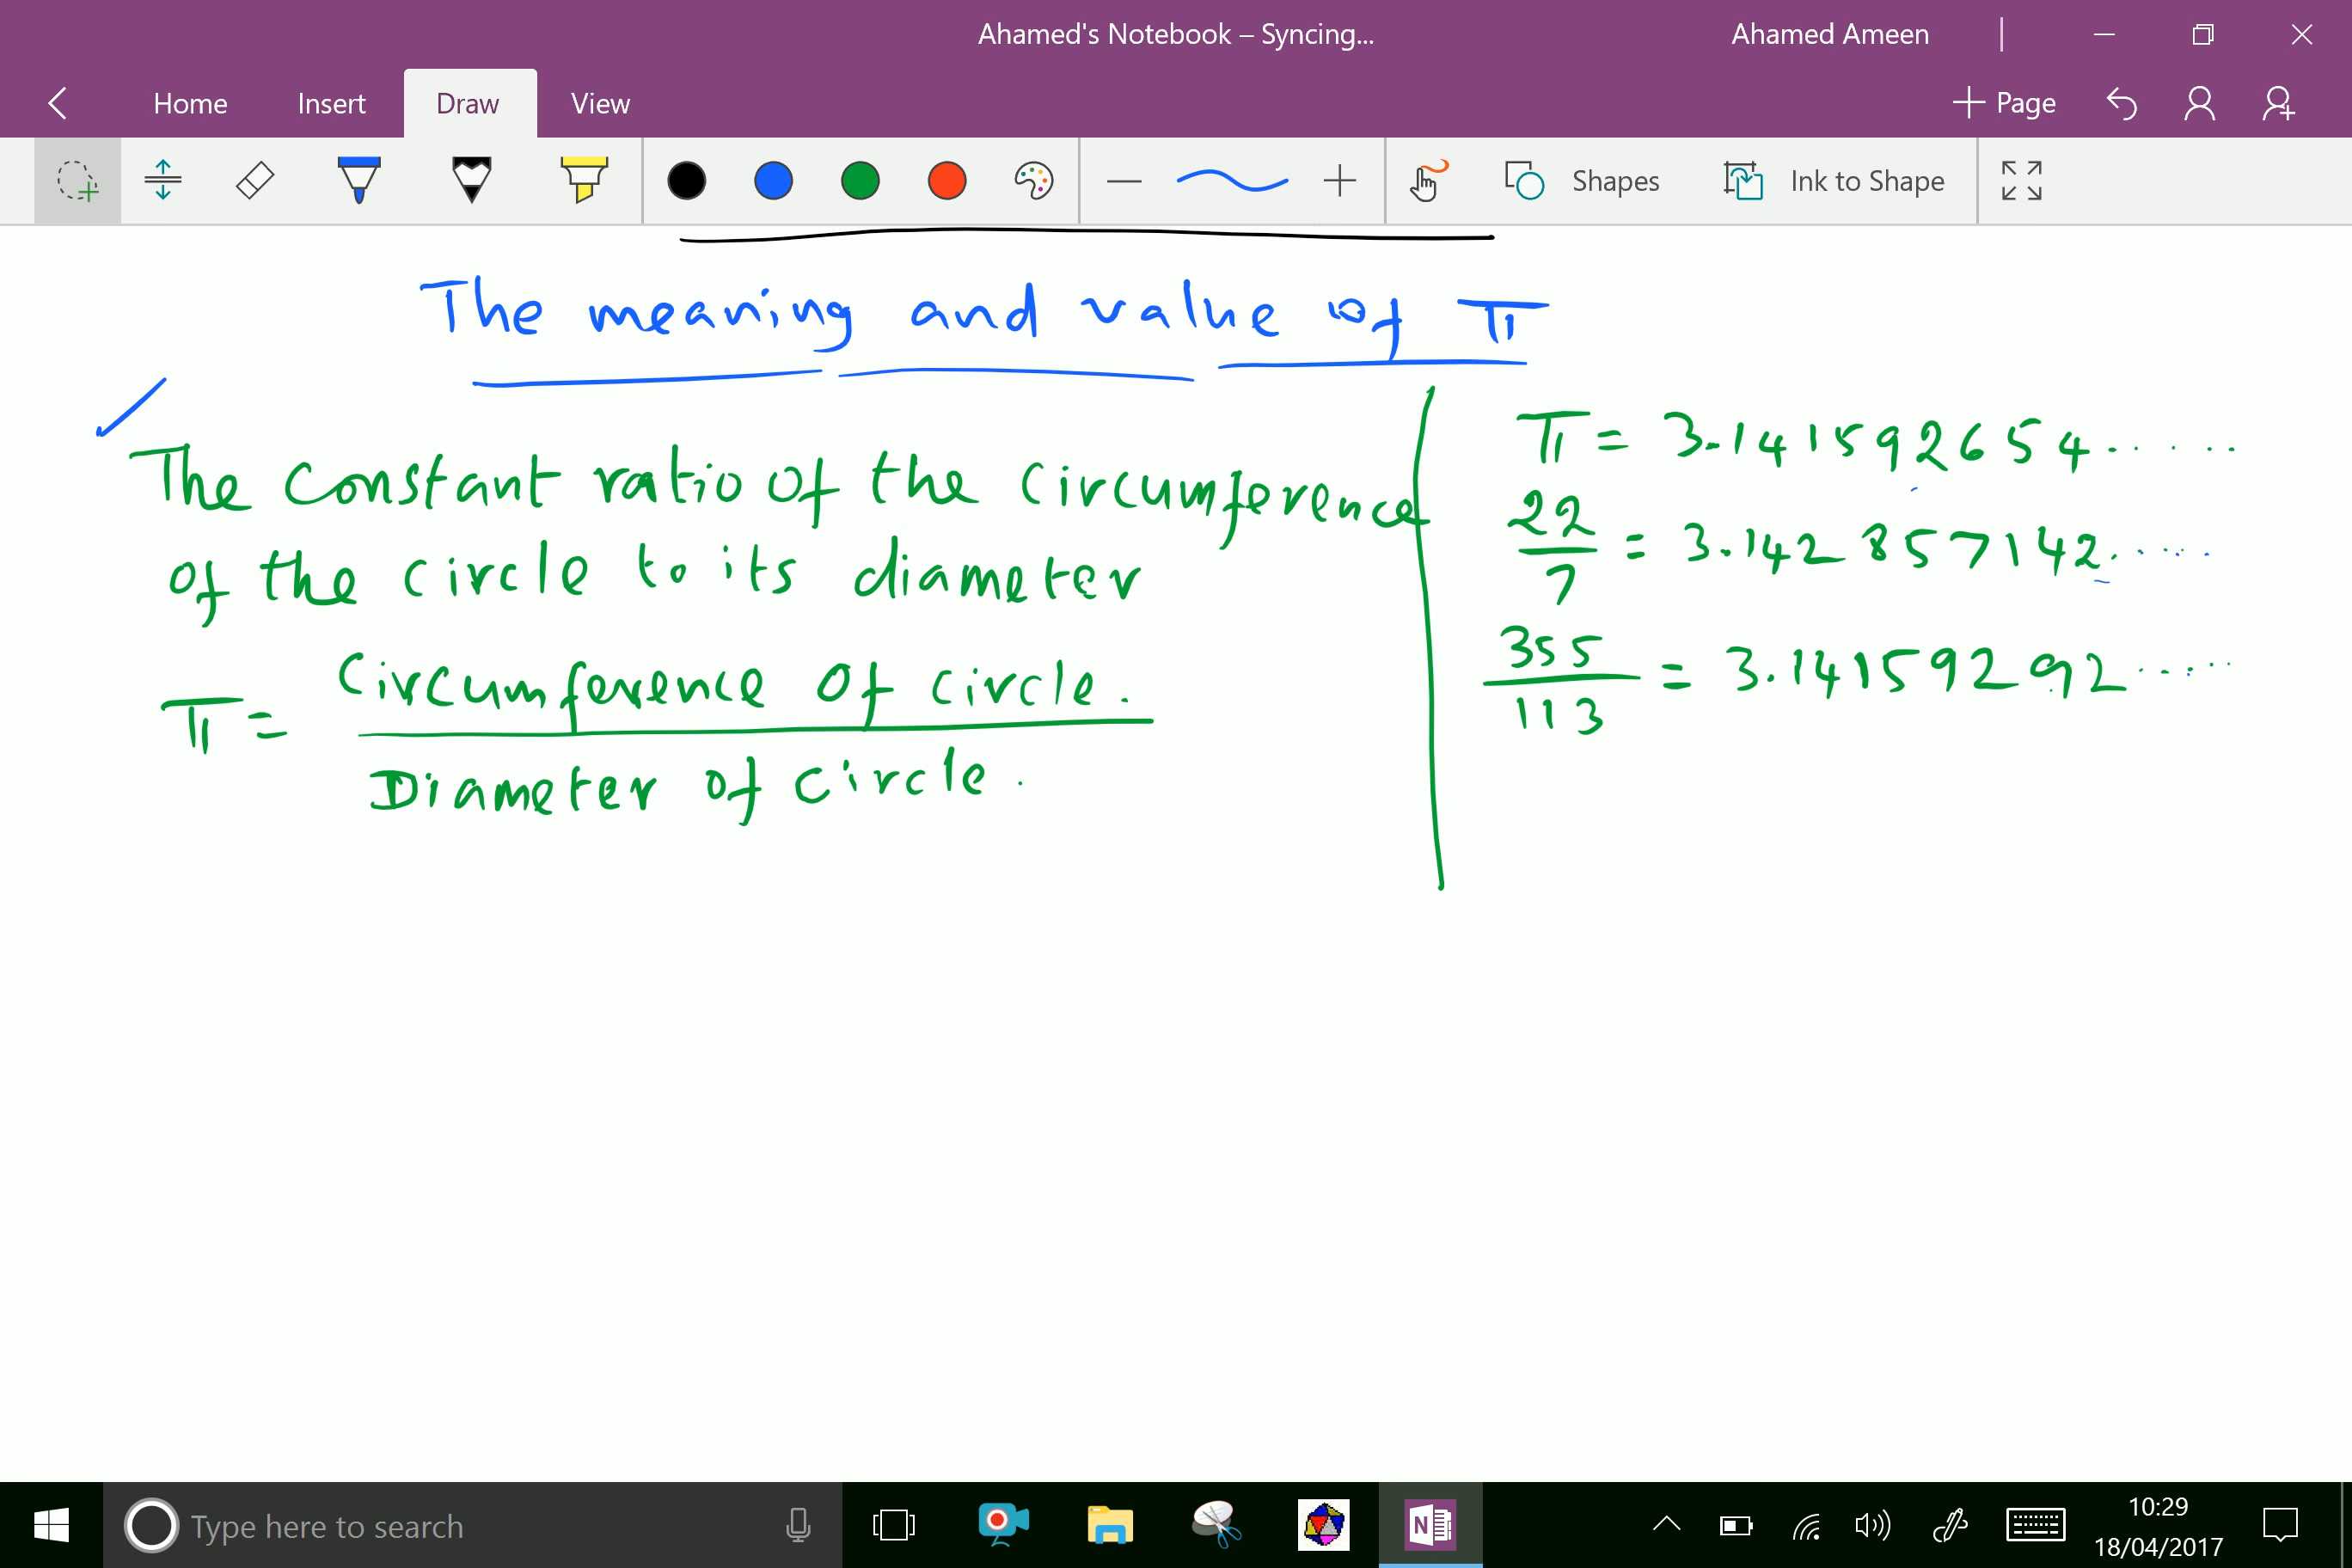 Ahamed's Notebook – Syncing...
Ahamed Ameen
Home Insert Draw View
Page
Shapes
Ink to Shape
The meaning and value of π
The constant ratio of the circumference
of the circle to its diameter
π = Circumference of circle.
Diameter of circle.
π = 3.141592654......
22
7
= 3.142857142......
355
113
= 3.14159292.....
Type here to search
N
10:29
18/04/2017